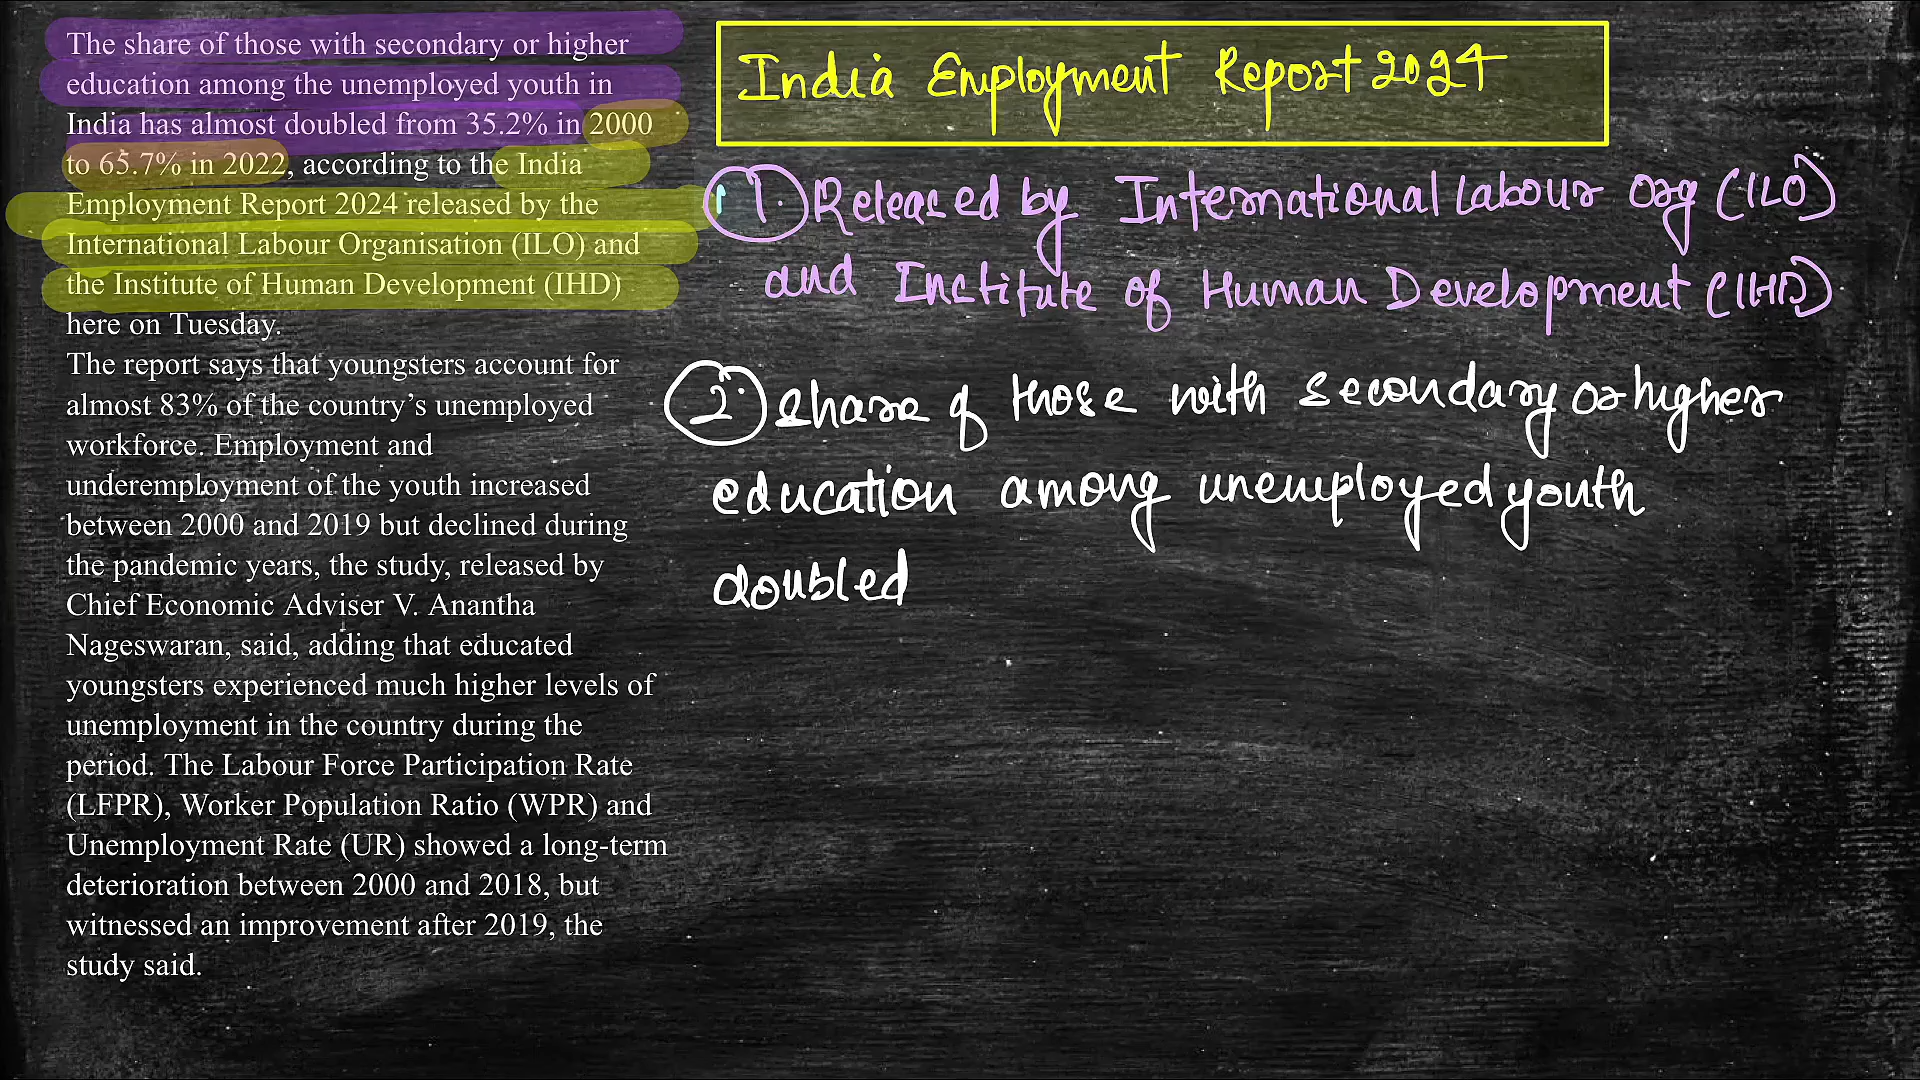 The share of those with secondary or higher
education among the unemployed youth in
India has almost doubled from 35.2% in 2000
to 65.7% in 2022, according to the India
Employment Report 2024 released by the
International Labour Organisation (ILO) and
the Institute of Human Development (IHD)
here on Tuesday.
The report says that youngsters account for
almost 83% of the country’s unemployed
workforce. Employment and
underemployment of the youth increased
between 2000 and 2019 but declined during
the pandemic years, the study, released by
Chief Economic Adviser V. Anantha
Nageswaran, said, adding that educated
youngsters experienced much higher levels of
unemployment in the country during the
period. The Labour Force Participation Rate
(LFPR), Worker Population Ratio (WPR) and
Unemployment Rate (UR) showed a long-term
deterioration between 2000 and 2018, but
witnessed an improvement after 2019, the
study said.
India Employment Report 2024
1. Released by International Labour Org (ILO)
and Institute of Human Development (IHD)
2. Share of those with secondary or higher
education among unemployed youth
doubled